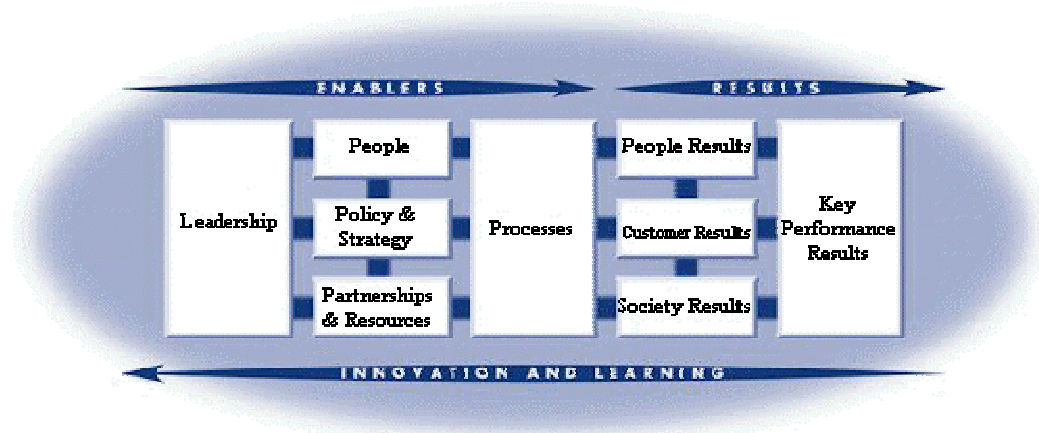 ENABLERS
RESULTS
Leadership
People
Policy &
Strategy
Partnerships
& Resources
Processes
People Results
Customer Results
Society Results
Key
Performance
Results
INNOVATION AND LEARNING